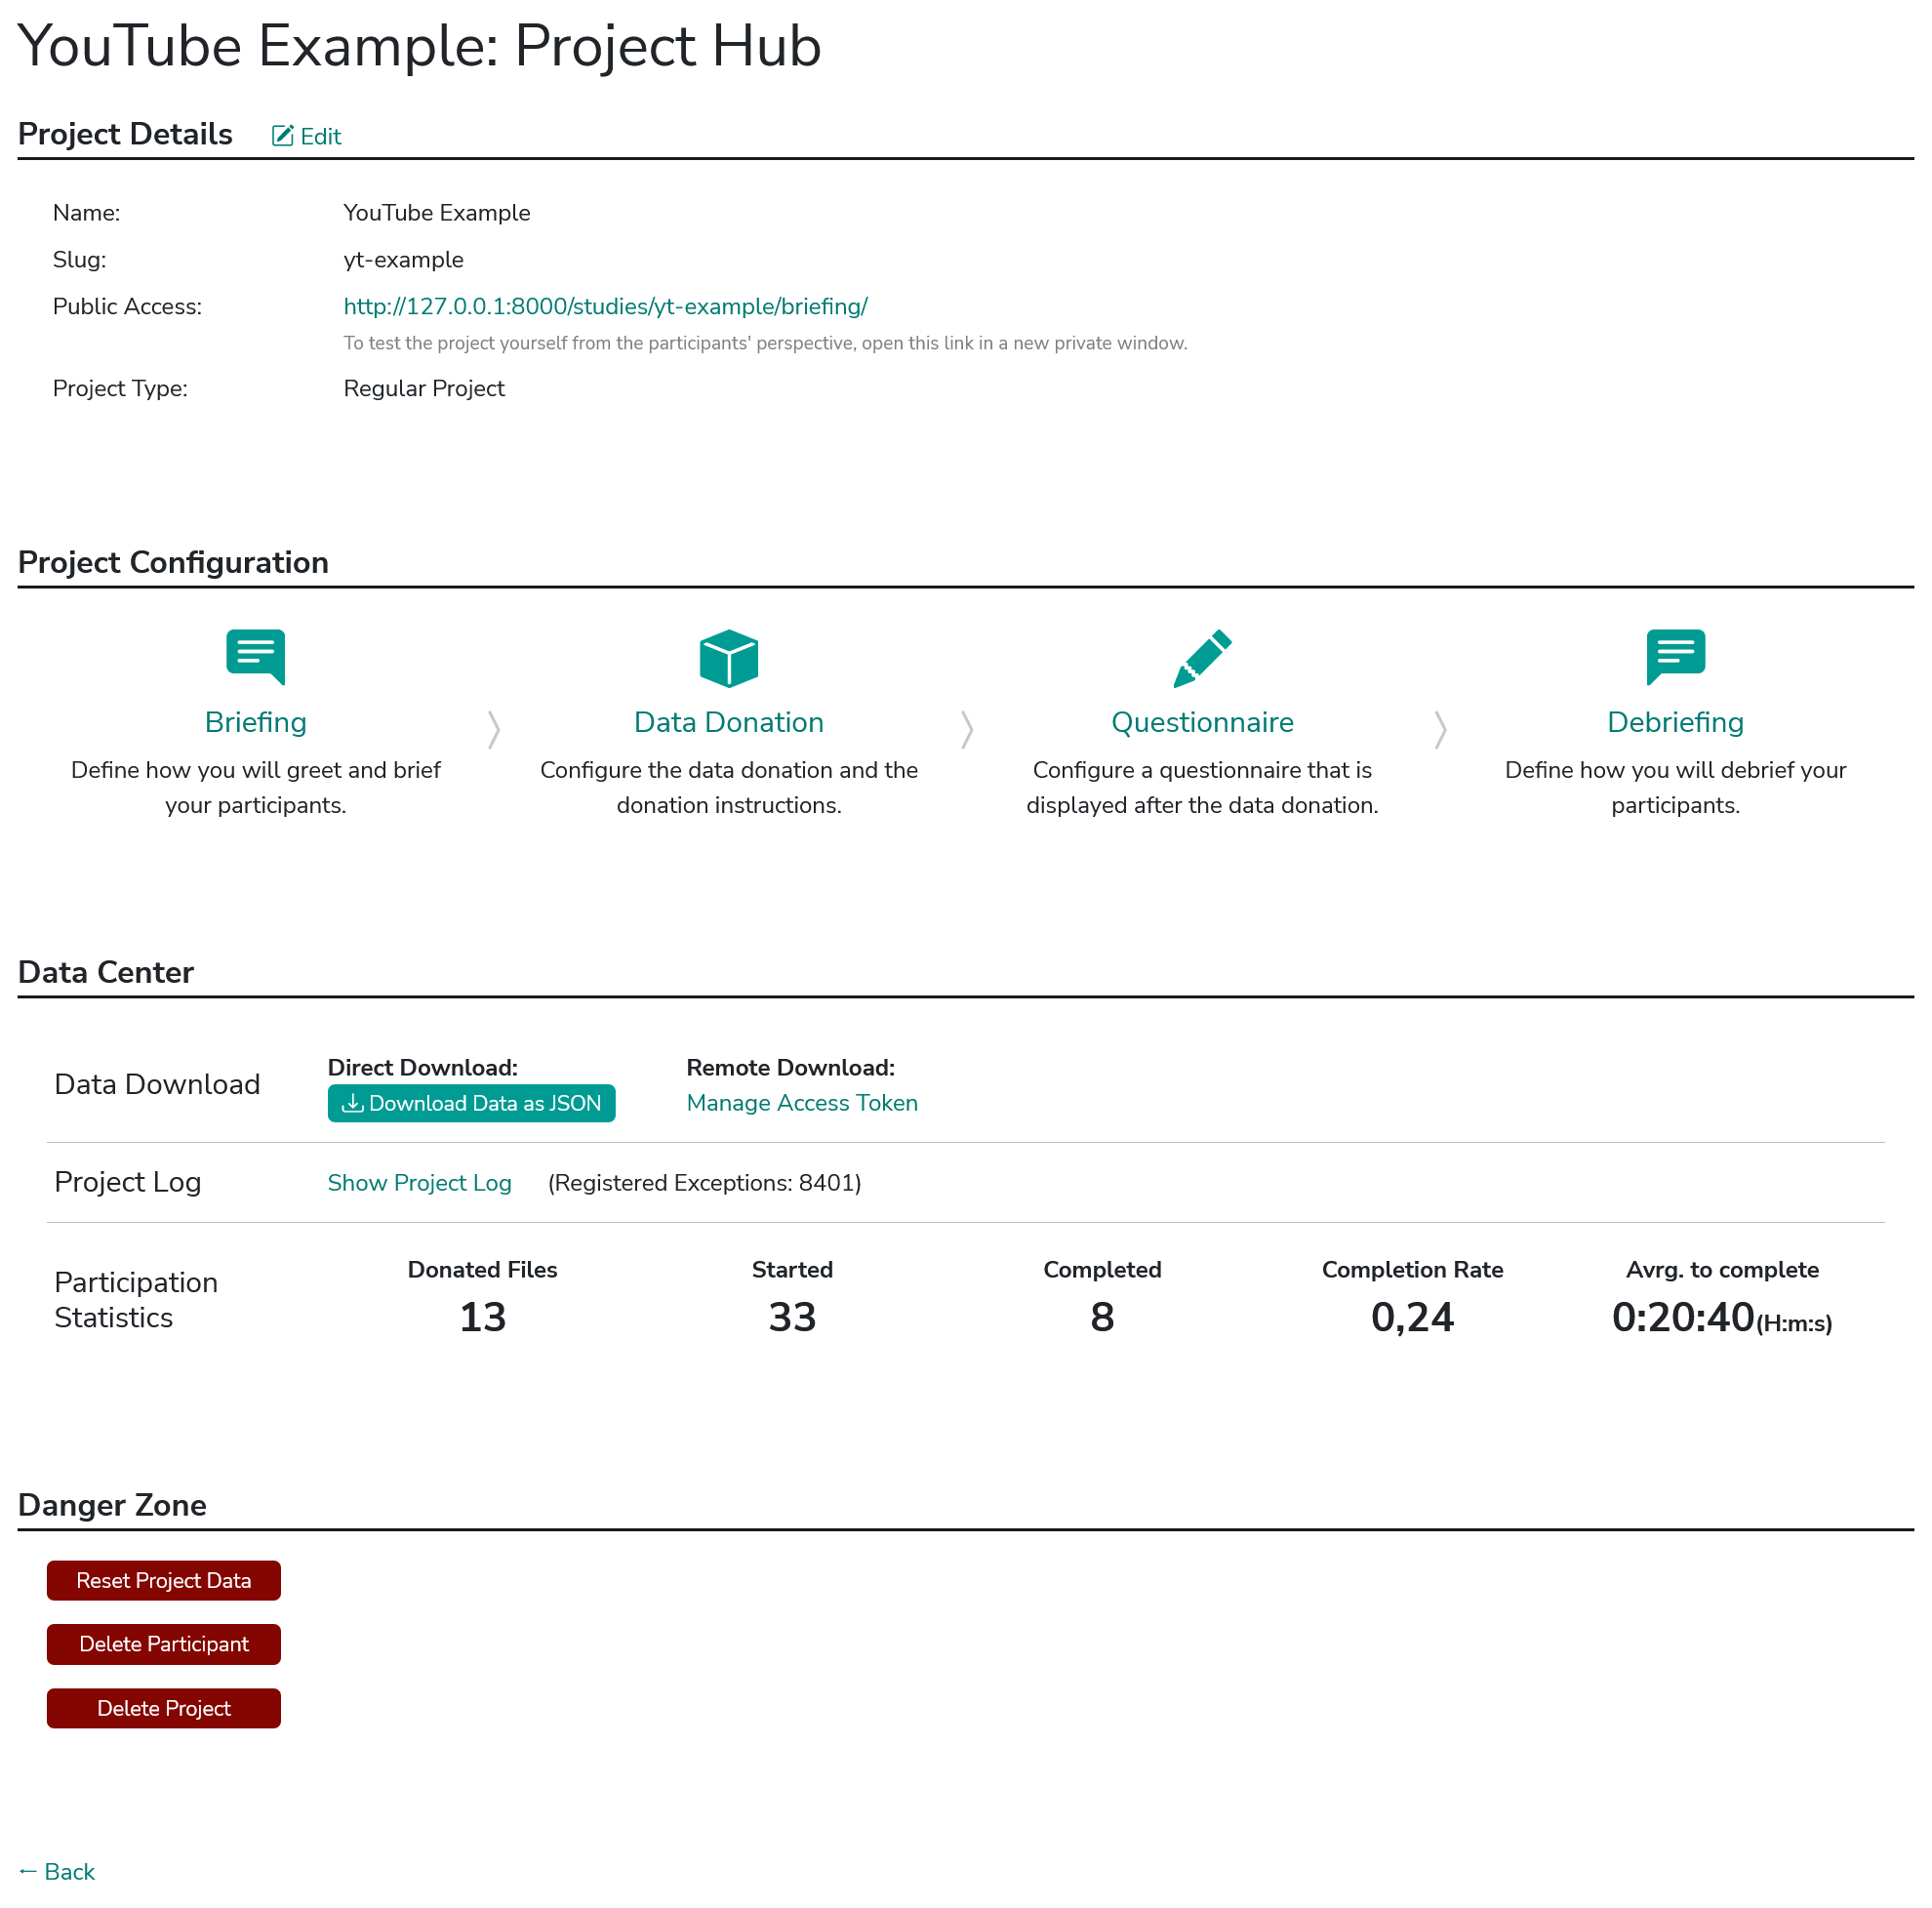 YouTube Example: Project Hub
Project Details Edit
Name: YouTube Example
Slug: yt-example
Public Access: http://127.0.0.1:8000/studies/yt-example/briefing/
To test the project yourself from the participants' perspective, open this link in a new private window.
Project Type: Regular Project
Project Configuration
Briefing
Define how you will greet and brief
your participants.
Data Donation
Configure the data donation and the
donation instructions.
Questionnaire
Configure a questionnaire that is
displayed after the data donation.
Debriefing
Define how you will debrief your
participants.
Data Center
Data Download
Direct Download:
Download Data as JSON
Remote Download:
Manage Access Token
Project Log Show Project Log (Registered Exceptions: 8401)
Participation
Statistics
Donated Files
13
Started
33
Completed
8
Completion Rate
0,24
Avrg. to complete
0:20:40(H:m:s)
Danger Zone
Reset Project Data
Delete Participant
Delete Project
← Back